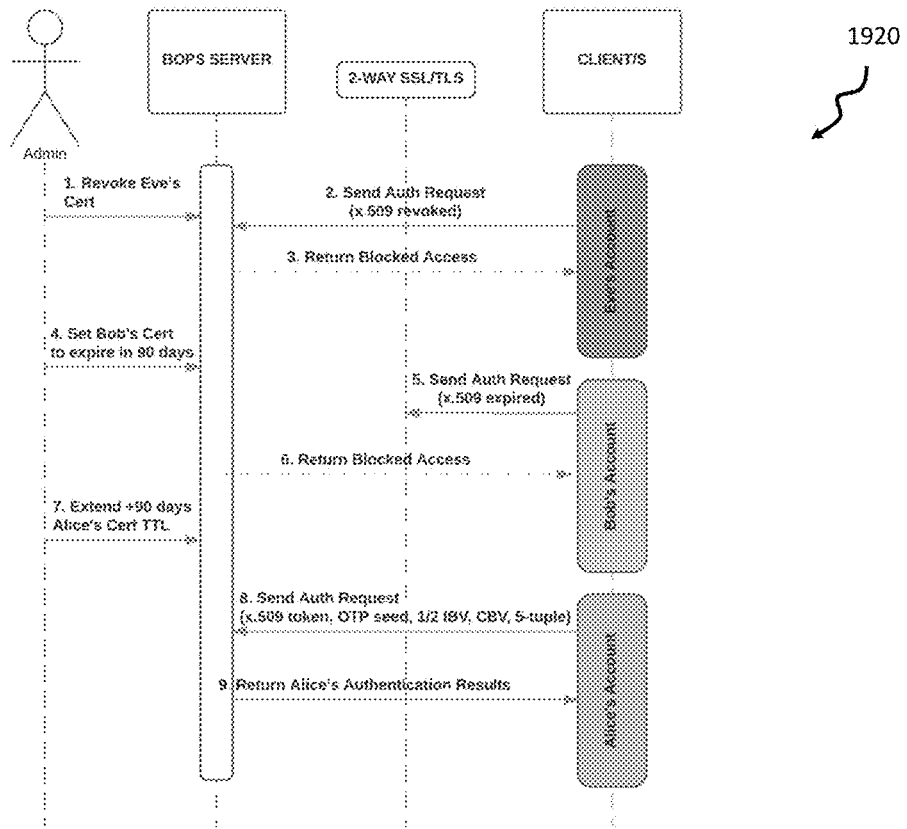 1920
BOPS SERVER
2-WAY SSL/TLS
CLIENT/S
Admin
1. Revoke Eve's
Cert
2. Send Auth Request
(x.509 revoked)
3. Return Blocked Access
Eve's Account
4. Set Bob's Cert
to expire in 90 days
5. Send Auth Request
(x.509 expired)
6. Return Blocked Access
Bob's Account
7. Extend +90 days
Alice's Cert TTL
8. Send Auth Request
(x.509 token, OTP seed, 1/2 IBV, CBV, 5-tuple)
9. Return Alice's Authentication Results
Alice's Account